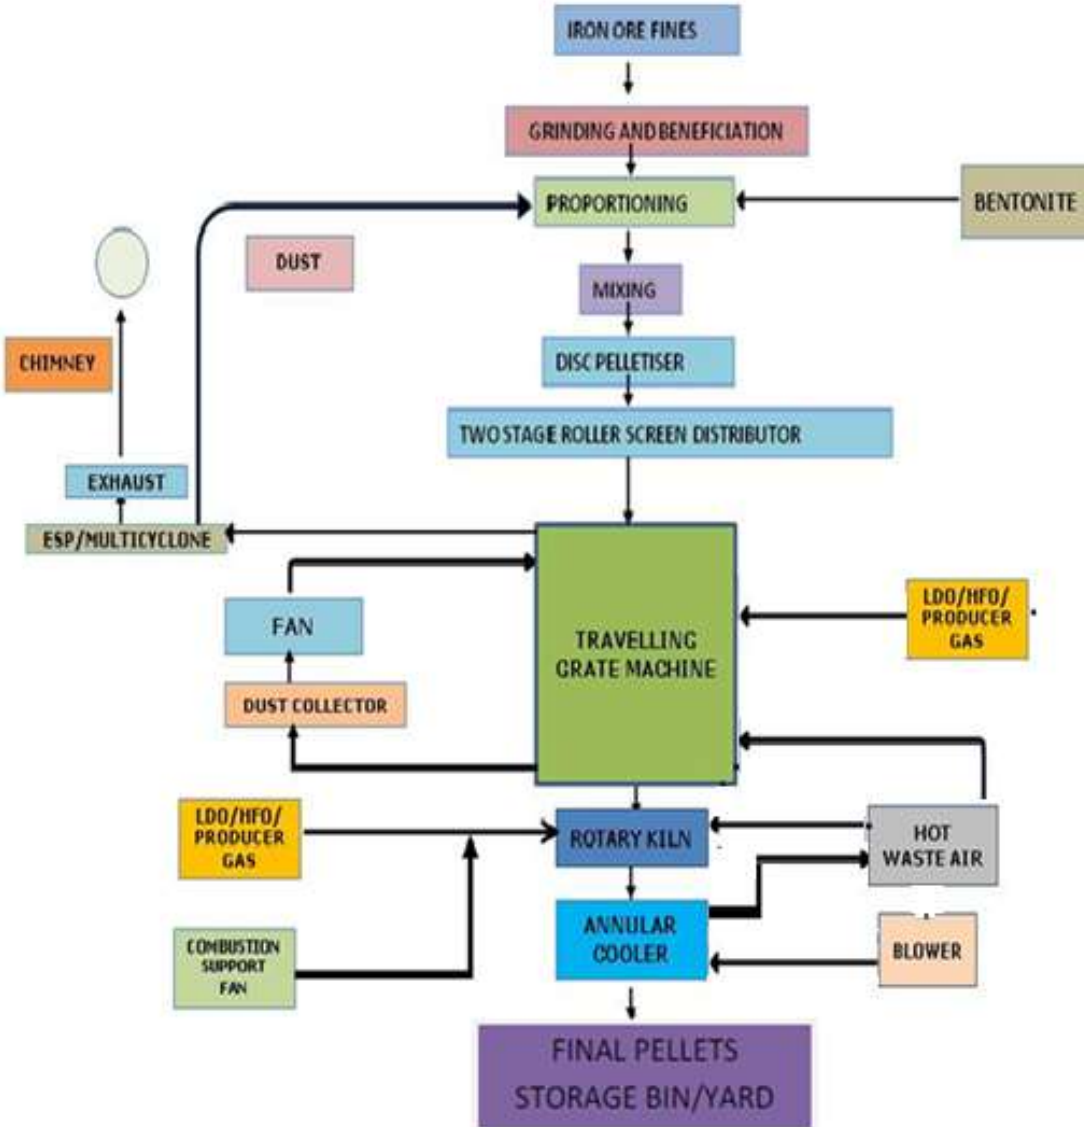 IRON ORE FINES
GRINDING AND BENEFICIATION
PROPORTIONING
BENTONITE
DUST
MIXING
CHIMNEY
DISC PELLETISER
TWO STAGE ROLLER SCREEN DISTRIBUTOR
EXHAUST
ESP/MULTICYCLONE
FAN
TRAVELLING
GRATE MACHINE
LDO/HFO/
PRODUCER
GAS
DUST COLLECTOR
LDO/HFO/
PRODUCER
GAS
ROTARY KILN
HOT
WASTE AIR
ANNULAR
COOLER
COMBUSTION
SUPPORT
FAN
BLOWER
FINAL PELLETS
STORAGE BIN/YARD